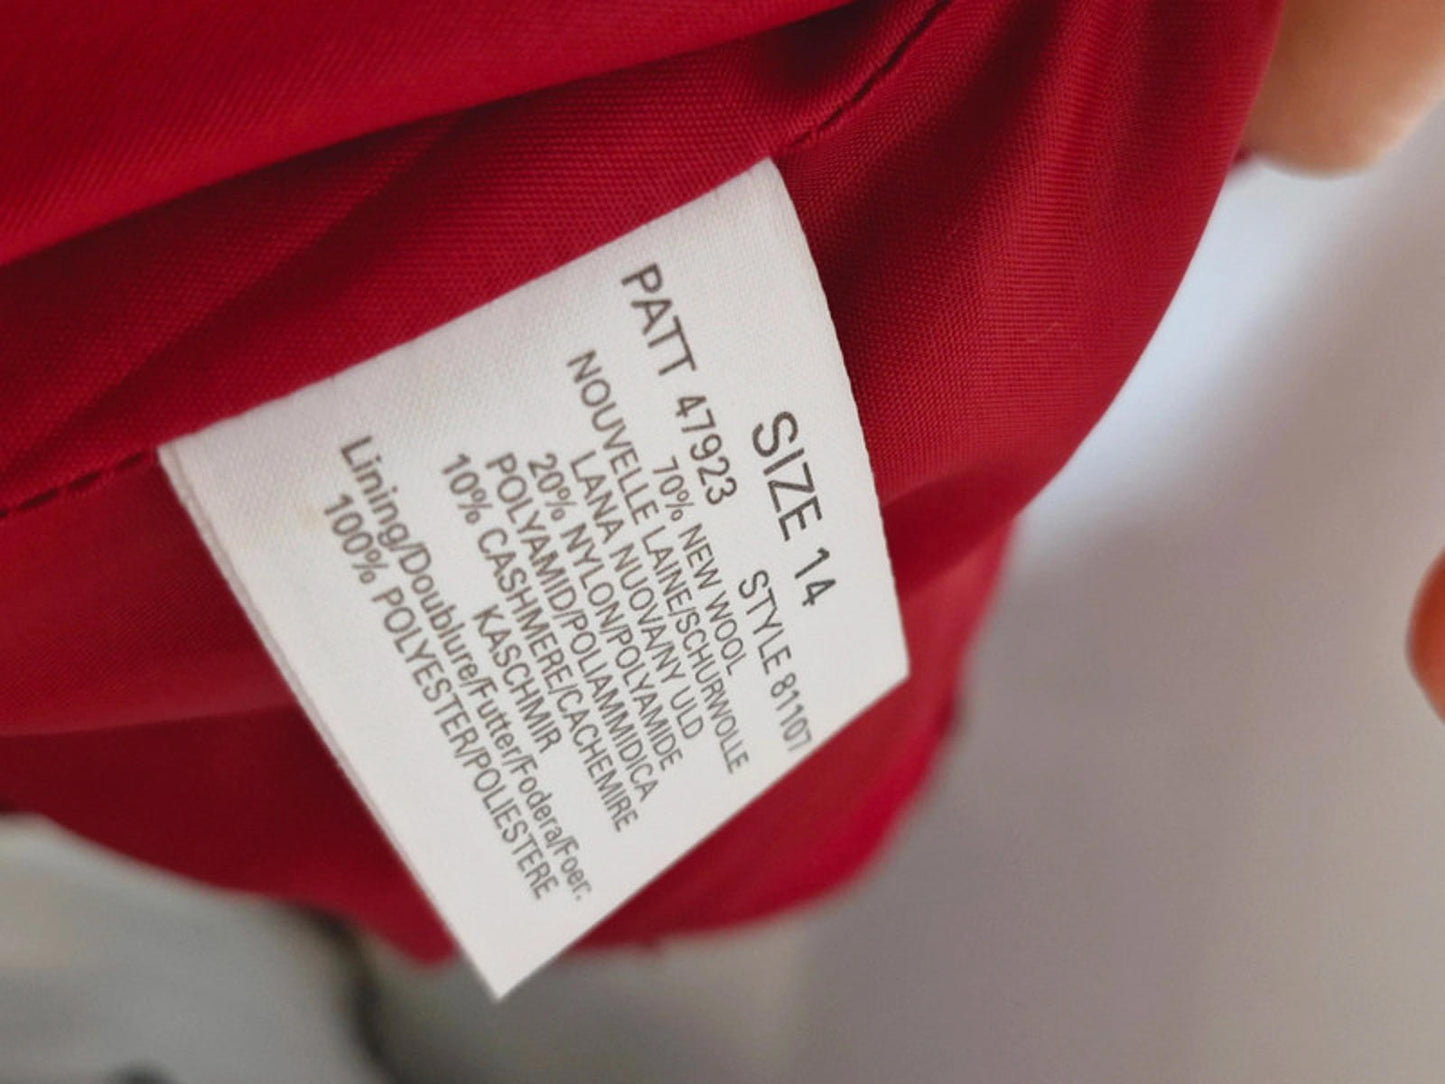 SIZE 14
PATT 47923 STYLE 81107
70% NEW WOOL
NOUVELLE LAINE/SCHURWOLLE
LANA NUOVA/NY ULD
20% NYLON/POLYAMIDE
POLYAMID/POLIAMMIDICA
10% CASHMERE/CACHEMIRE
KASCHMIR
Lining/Doublure/Futter/Fodera/Foer:
100% POLYESTER/POLIESTERE